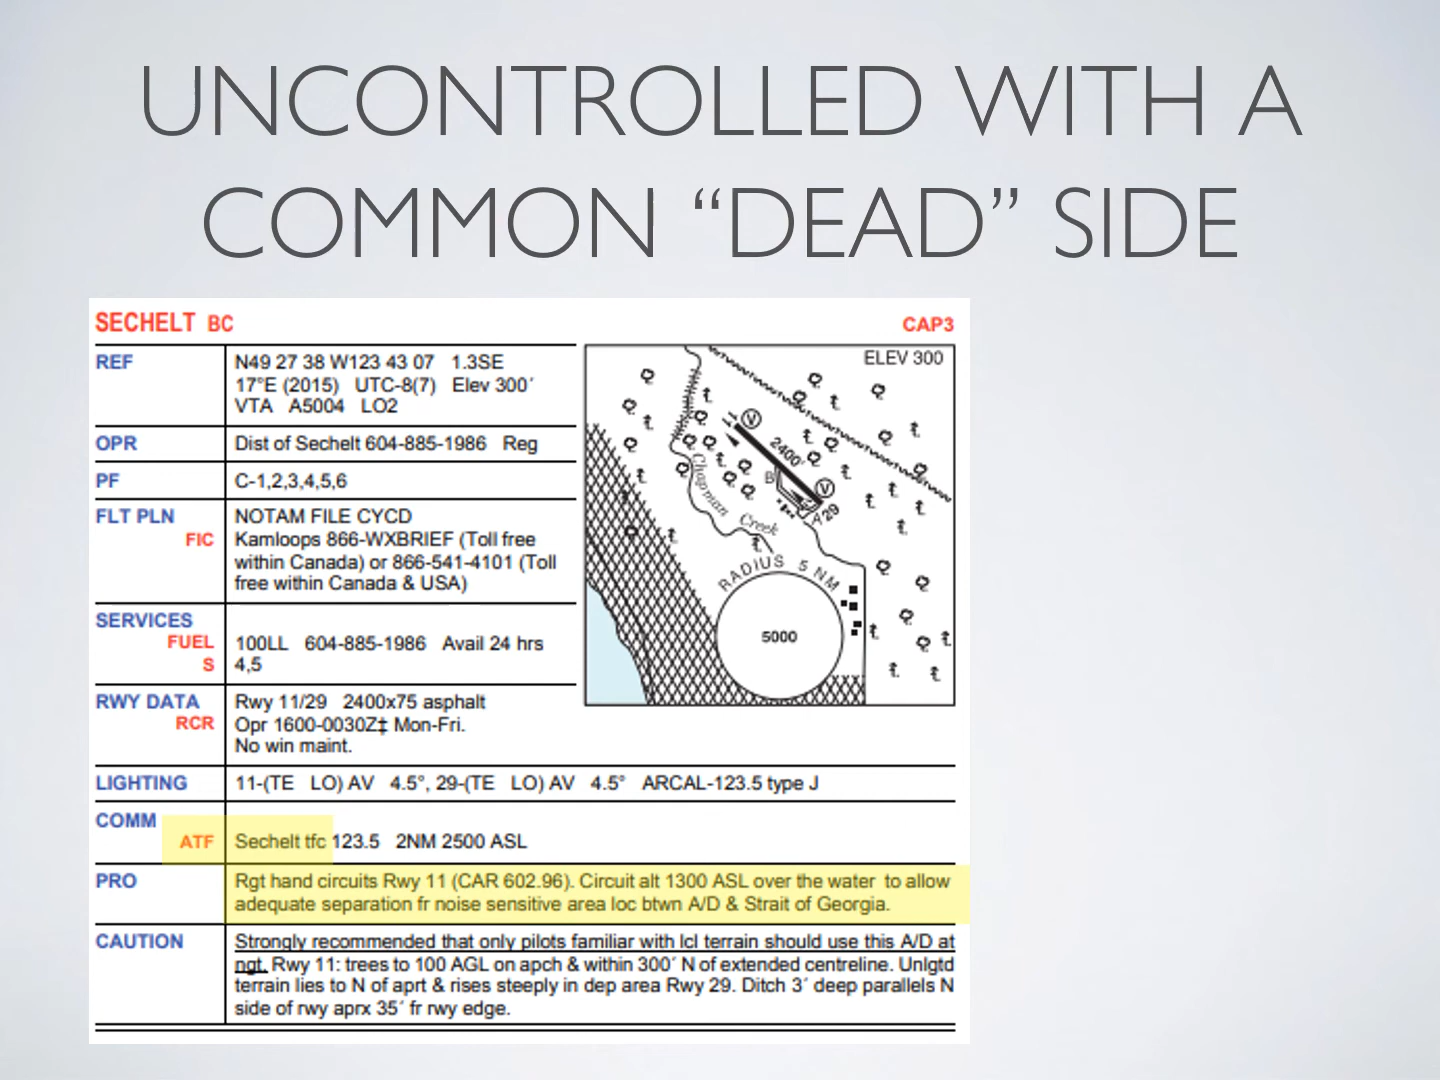 UNCONTROLLED WITH A
COMMON “DEAD” SIDE
SECHELT BC
CAP3
REF
N49 27 38 W123 43 07 1.3SE
17°E (2015) UTC-8(7) Elev 300´
VTA A5004 LO2
OPR
Dist of Sechelt 604-885-1986 Reg
PF
C-1,2,3,4,5,6
FLT PLN
NOTAM FILE CYCD
FIC
Kamloops 866-WXBRIEF (Toll free
within Canada) or 866-541-4101 (Toll
free within Canada & USA)
SERVICES
FUEL
100LL 604-885-1986 Avail 24 hrs
S
4,5
RWY DATA
Rwy 11/29 2400x75 asphalt
RCR
Opr 1600-0030Z‡ Mon-Fri.
No win maint.
ELEV 300
V
2400´
B
V
A
29
Chapman
Creek
RADIUS 5 NM
5000
LIGHTING
11-(TE LO) AV 4.5°, 29-(TE LO) AV 4.5° ARCAL-123.5 type J
COMM
ATF
Sechelt tfc 123.5 2NM 2500 ASL
PRO
Rgt hand circuits Rwy 11 (CAR 602.96). Circuit alt 1300 ASL over the water to allow
adequate separation fr noise sensitive area loc btwn A/D & Strait of Georgia.
CAUTION
Strongly recommended that only pilots familiar with lcl terrain should use this A/D at
ngt. Rwy 11: trees to 100 AGL on apch & within 300´ N of extended centreline. Unlgtd
terrain lies to N of aprt & rises steeply in dep area Rwy 29. Ditch 3´ deep parallels N
side of rwy aprx 35´ fr rwy edge.